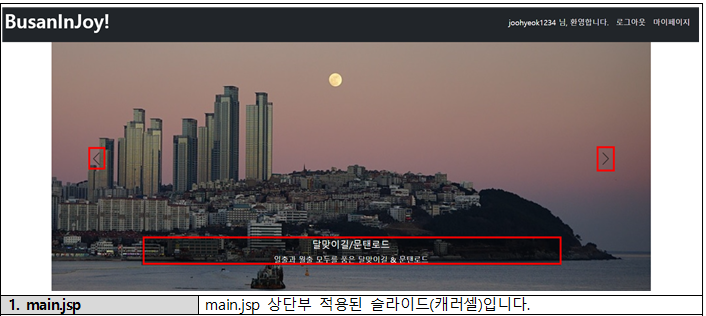 BusanInJoy!
joohyeok1234 님, 환영합니다. 로그아웃 마이페이지
달맞이길/문탠로드
일출과 월출 모두를 품은 달맞이길 & 문탠로드
1. main.jsp
main.jsp 상단부 적용된 슬라이드(캐러셀)입니다.